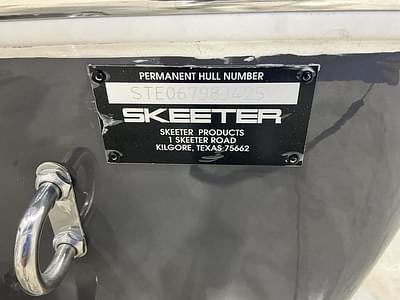 PERMANENT HULL NUMBER
STE06798J425
SKEETER
SKEETER PRODUCTS
1 SKEETER ROAD
KILGORE, TEXAS 75662